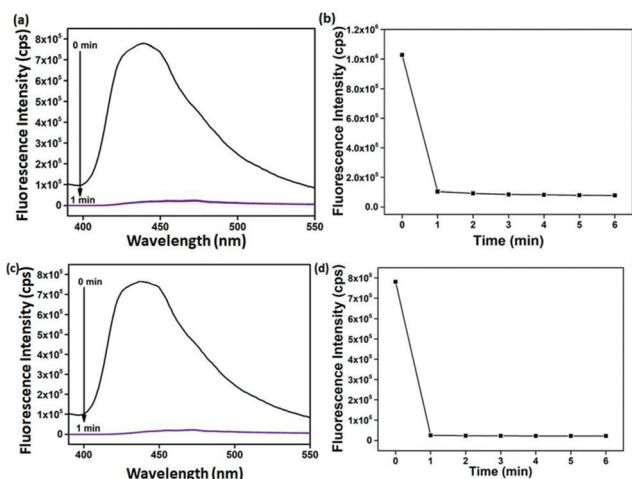 (a)
Fluorescence Intensity (cps)
8x10⁵
7x10⁵
6x10⁵
5x10⁵
4x10⁵
3x10⁵
2x10⁵
1x10⁵
0
0 min
1 min
400 450 500 550
Wavelength (nm)
(b)
Fluorescence Intensity (cps)
1.2x10⁶
1.0x10⁶
8.0x10⁵
6.0x10⁵
4.0x10⁵
2.0x10⁵
0.0
0 1 2 3 4 5 6
Time (min)
(c)
Fluorescence Intensity (cps)
8x10⁵
7x10⁵
6x10⁵
5x10⁵
4x10⁵
3x10⁵
2x10⁵
1x10⁵
0
0 min
1 min
400 450 500 550
Wavelength (nm)
(d)
Fluorescence Intensity (cps)
8x10⁵
7x10⁵
6x10⁵
5x10⁵
4x10⁵
3x10⁵
2x10⁵
1x10⁵
0
0 1 2 3 4 5 6
Time (min)